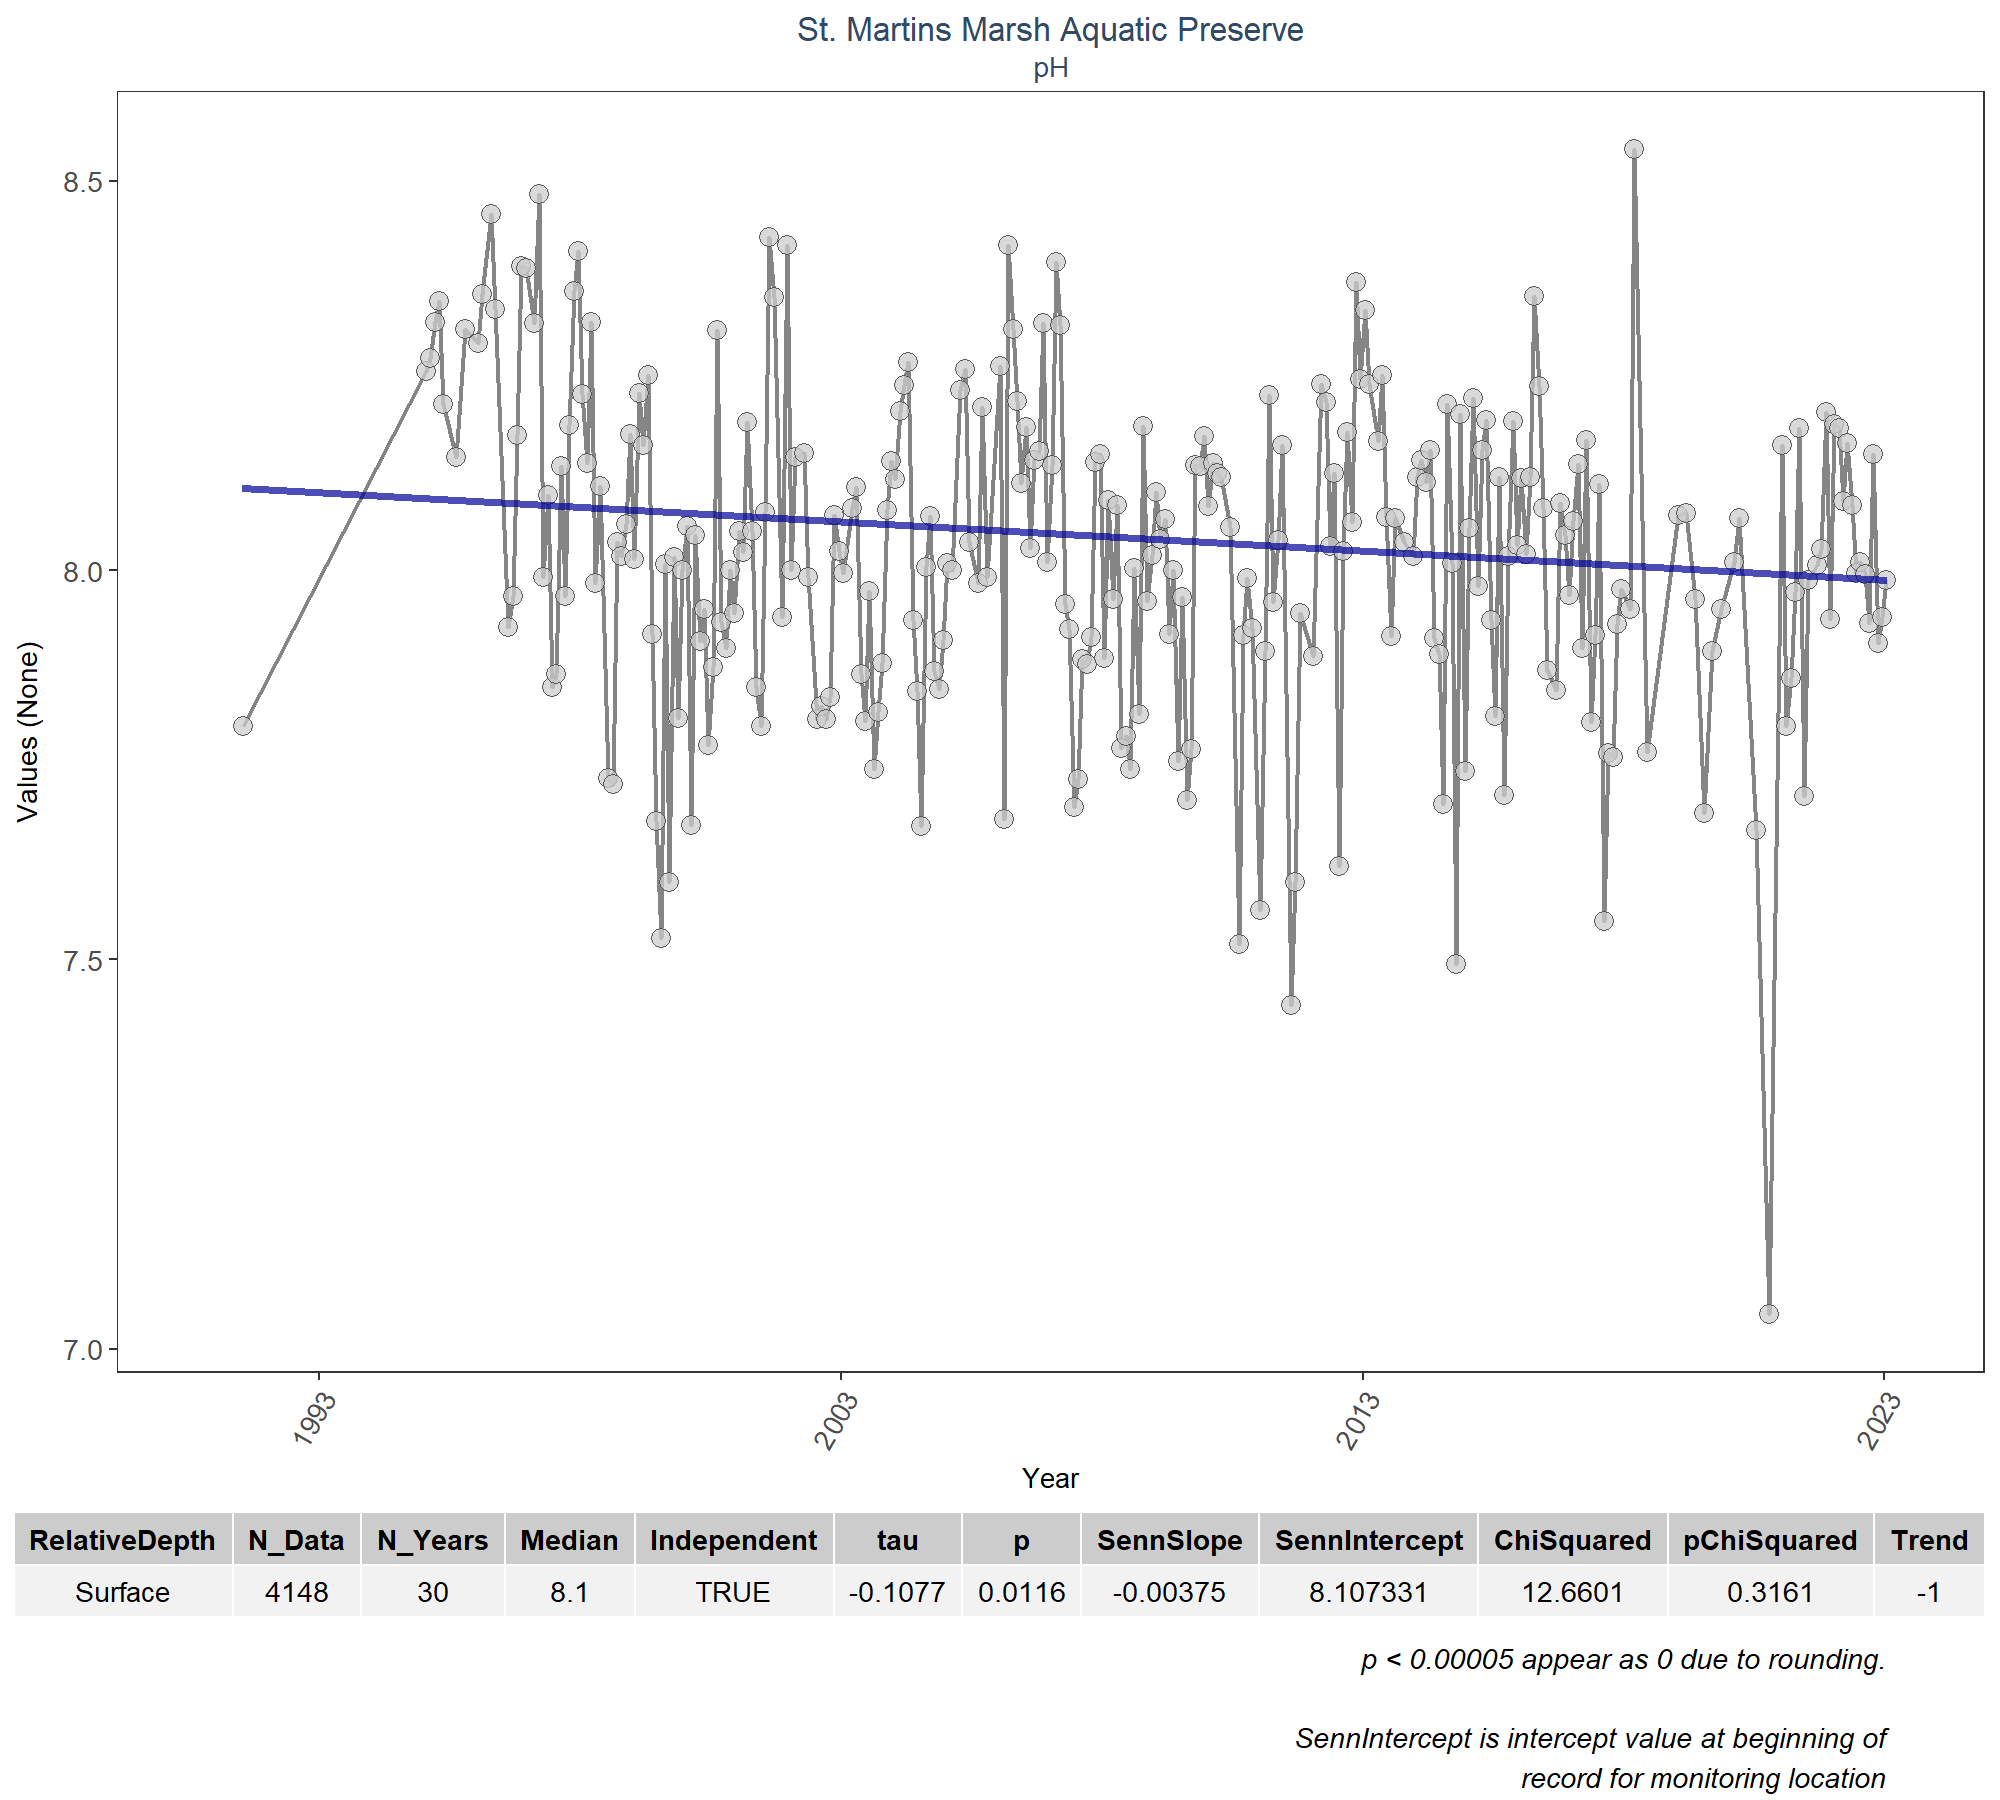 St. Martins Marsh Aquatic Preserve
pH
8.5
8.0
7.5
7.0
Values (None)
1993
2003
2013
2023
Year
RelativeDepth N_Data N_Years Median Independent tau p SennSlope SennIntercept ChiSquared pChiSquared Trend
Surface 4148 30 8.1 TRUE -0.1077 0.0116 -0.00375 8.107331 12.6601 0.3161 -1
p < 0.00005 appear as 0 due to rounding.
SennIntercept is intercept value at beginning of
record for monitoring location